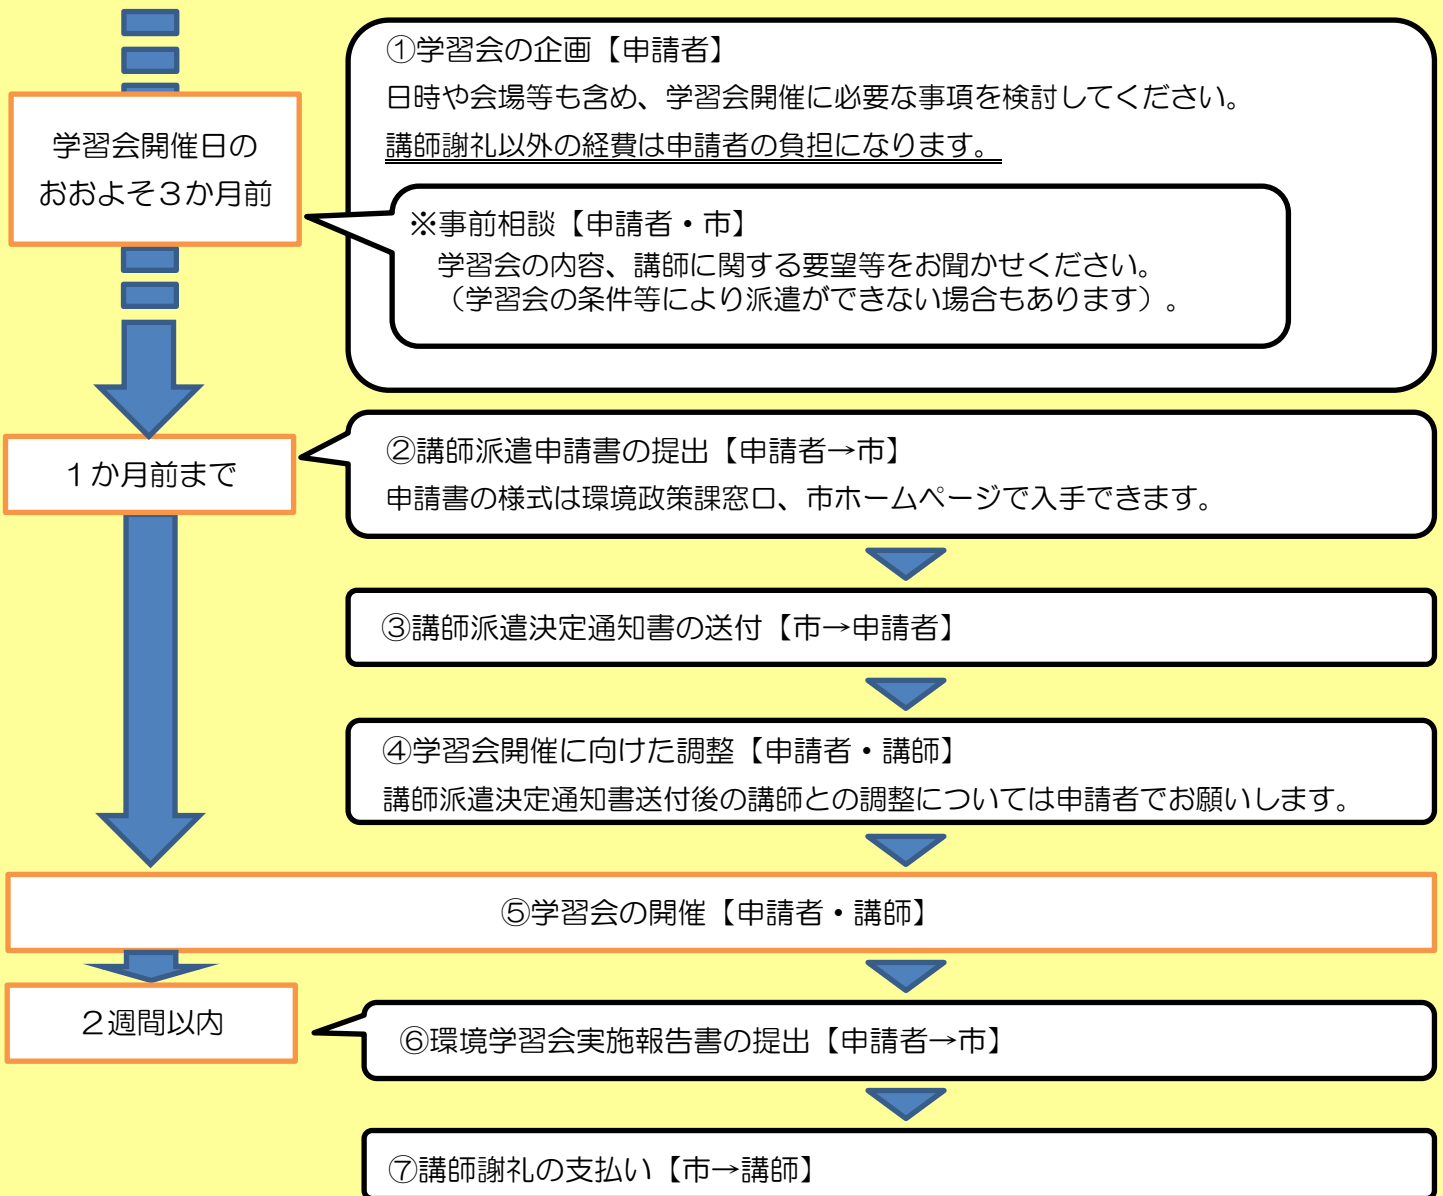 ①学習会の企画【申請者】
日時や会場等も含め、学習会開催に必要な事項を検討してください。
講師謝礼以外の経費は申請者の負担になります。
学習会開催日の
おおよそ３か月前
※事前相談【申請者・市】
学習会の内容、講師に関する要望等をお聞かせください。
（学習会の条件等により派遣ができない場合もあります）。
１か月前まで
②講師派遣申請書の提出【申請者→市】
申請書の様式は環境政策課窓口、市ホームページで入手できます。
③講師派遣決定通知書の送付【市→申請者】
④学習会開催に向けた調整【申請者・講師】
講師派遣決定通知書送付後の講師との調整については申請者でお願いします。
⑤学習会の開催【申請者・講師】
２週間以内
⑥環境学習会実施報告書の提出【申請者→市】
⑦講師謝礼の支払い【市→講師】